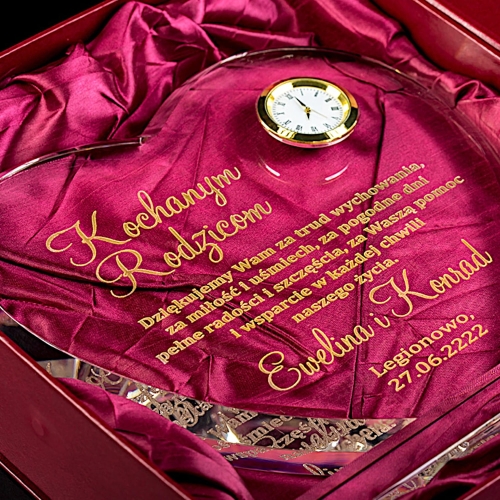 Kochanym
Rodzicom
Dziękujemy Wam za trud wychowania,
za miłość i uśmiech, za pogodne dni
pełne radości i szczęścia, za Waszą pomoc
i wsparcie w każdej chwili
naszego życia.
Ewelina i Konrad
Legionowo,
27.06.2222